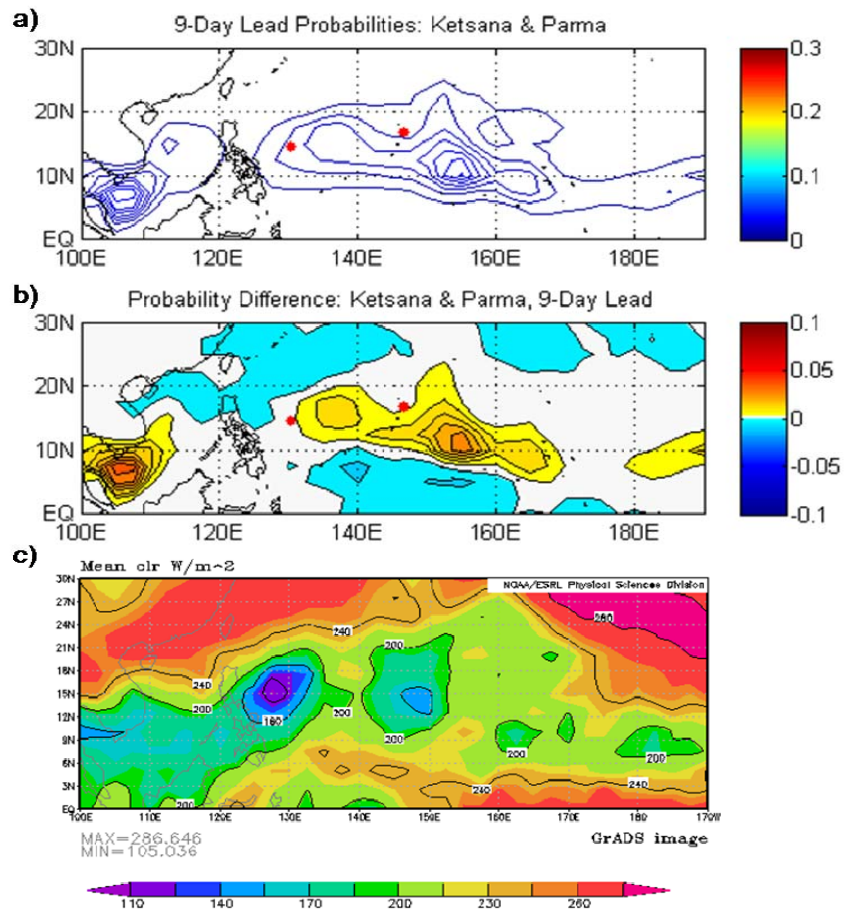 a)
9-Day Lead Probabilities: Ketsana & Parma
30N
20N
10N
EQ
100E 120E 140E 160E 180E
0.3
0.2
0.1
0
b)
Probability Difference: Ketsana & Parma, 9-Day Lead
30N
20N
10N
EQ
100E 120E 140E 160E 180E
0.1
0.05
0
-0.05
-0.1
c)
Mean olr W/m^2
NOAA/ESRL Physical Sciences Division
30N
27N
24N
21N
18N
15N
12N
9N
6N
3N
EQ
240
200
280
240
200
160
200
200
200
200
240
240
200
100E 110E 120E 130E 140E 150E 160E 170E 180 170W
MAX=286.646
MIN=105.036
GrADS image
110 140 170 200 230 260